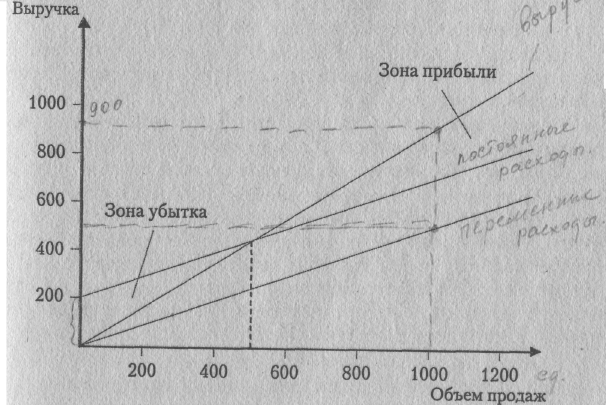 Выручка
Зона прибыли
1000
900
постоянные
расходы.
800
600
Зона убытка
переменные
расходы.
400
200
200
400
600
800
1000
1200
ед.
Объем продаж